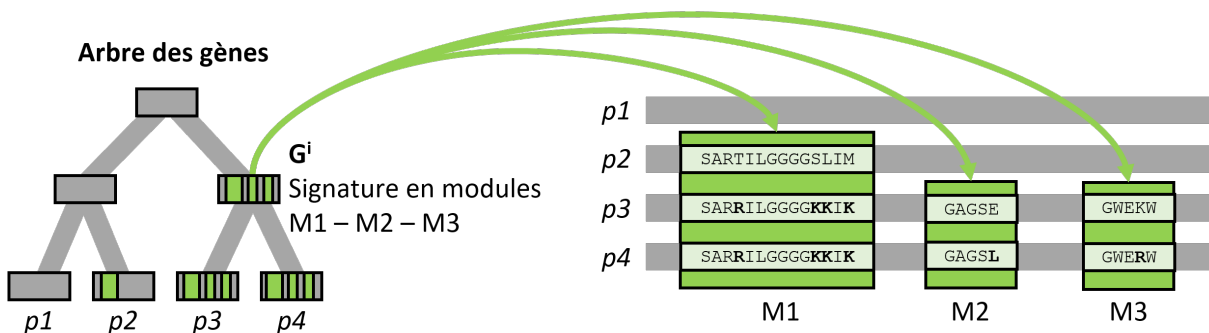 Arbre des gènes
Gi
Signature en modules
M1 – M2 – M3
p1 p2 p3 p4
p1
p2 SARTILGGGGSLIM
p3 SARRILGGGGKKIK GAGSE GWEKW
p4 SARRILGGGGKKIK GAGSL GWERW
M1 M2 M3